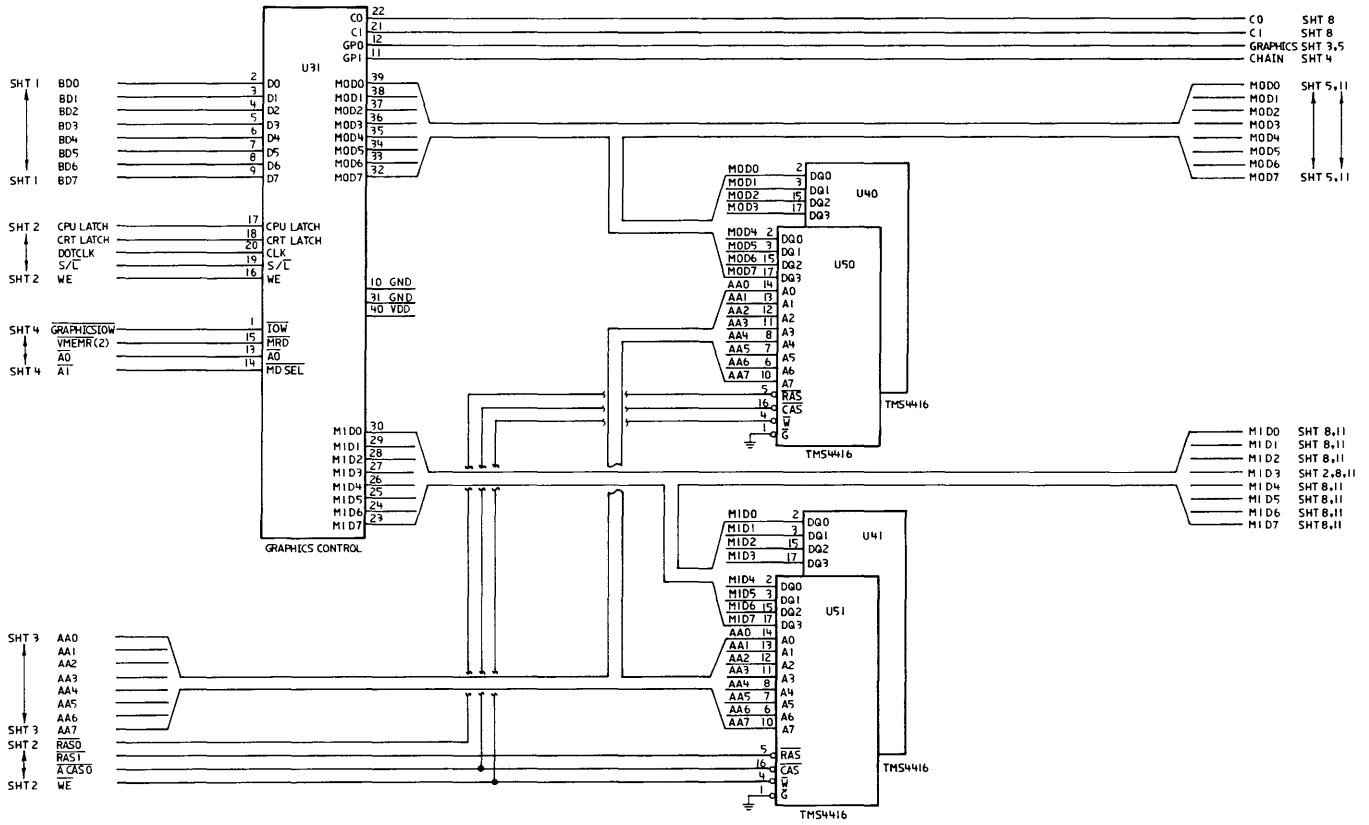 22 C0 C0 SHT 8
21 C1 C1 SHT 8
12 GP0 GRAPHICS SHT 3,5
11 GP1 CHAIN SHT 4
U31
SHT 1 BD0 2 D0 MOD0 39 MOD0 SHT 5,11
BD1 3 D1 MOD1 38 MOD1
BD2 4 D2 MOD2 37 MOD2
BD3 5 D3 MOD3 36 MOD3
BD4 6 D4 MOD4 35 MOD4
BD5 7 D5 MOD5 34 MOD5
BD6 8 D6 MOD6 33 MOD6
SHT 1 BD7 9 D7 MOD7 32 MOD7 SHT 5,11
MOD0 2 DQ0
MOD1 3 DQ1 U40
MOD2 15 DQ2
MOD3 17 DQ3
SHT 2 CPU LATCH 17 CPU LATCH
CRT LATCH 18 CRT LATCH
DOTCLK 20 CLK
S/L̅ 19 S/L̅
SHT 2 WE 16 WE
10 GND
31 GND
40 VDD
MOD4 2 DQ0
MOD5 3 DQ1
MOD6 15 DQ2 U50
MOD7 17 DQ3
AA0 14 A0
AA1 13 A1
AA2 12 A2
AA3 11 A3
AA4 8 A4
AA5 7 A5
AA6 6 A6
AA7 10 A7
5 RAS
16 CAS
4 W
1 G
TMS4416
TMS4416
SHT 4 GRAPHICSIOW 1 IOW
VMEMR(2) 15 MRD
A0 13 A0
SHT 4 A1 14 MDSEL
MID0 30 MID0 SHT 8,11
MID1 29 MID1 SHT 8,11
MID2 28 MID2 SHT 8,11
MID3 27 MID3 SHT 2,8,11
MID4 26 MID4 SHT 8,11
MID5 25 MID5 SHT 8,11
MID6 24 MID6 SHT 8,11
MID7 23 MID7 SHT 8,11
GRAPHICS CONTROL
MID0 2 DQ0
MID1 3 DQ1 U41
MID2 15 DQ2
MID3 17 DQ3
MID4 2 DQ0
MID5 3 DQ1
MID6 15 DQ2 U51
MID7 17 DQ3
AA0 14 A0
AA1 13 A1
AA2 12 A2
AA3 11 A3
AA4 8 A4
AA5 7 A5
AA6 6 A6
AA7 10 A7
SHT 3 AA0
AA1
AA2
AA3
AA4
AA5
AA6
SHT 3 AA7
SHT 2 RAS0
RAS1 5 RAS
ACAS0 16 CAS
SHT 2 WE 4 W
1 G
TMS4416
TMS4416